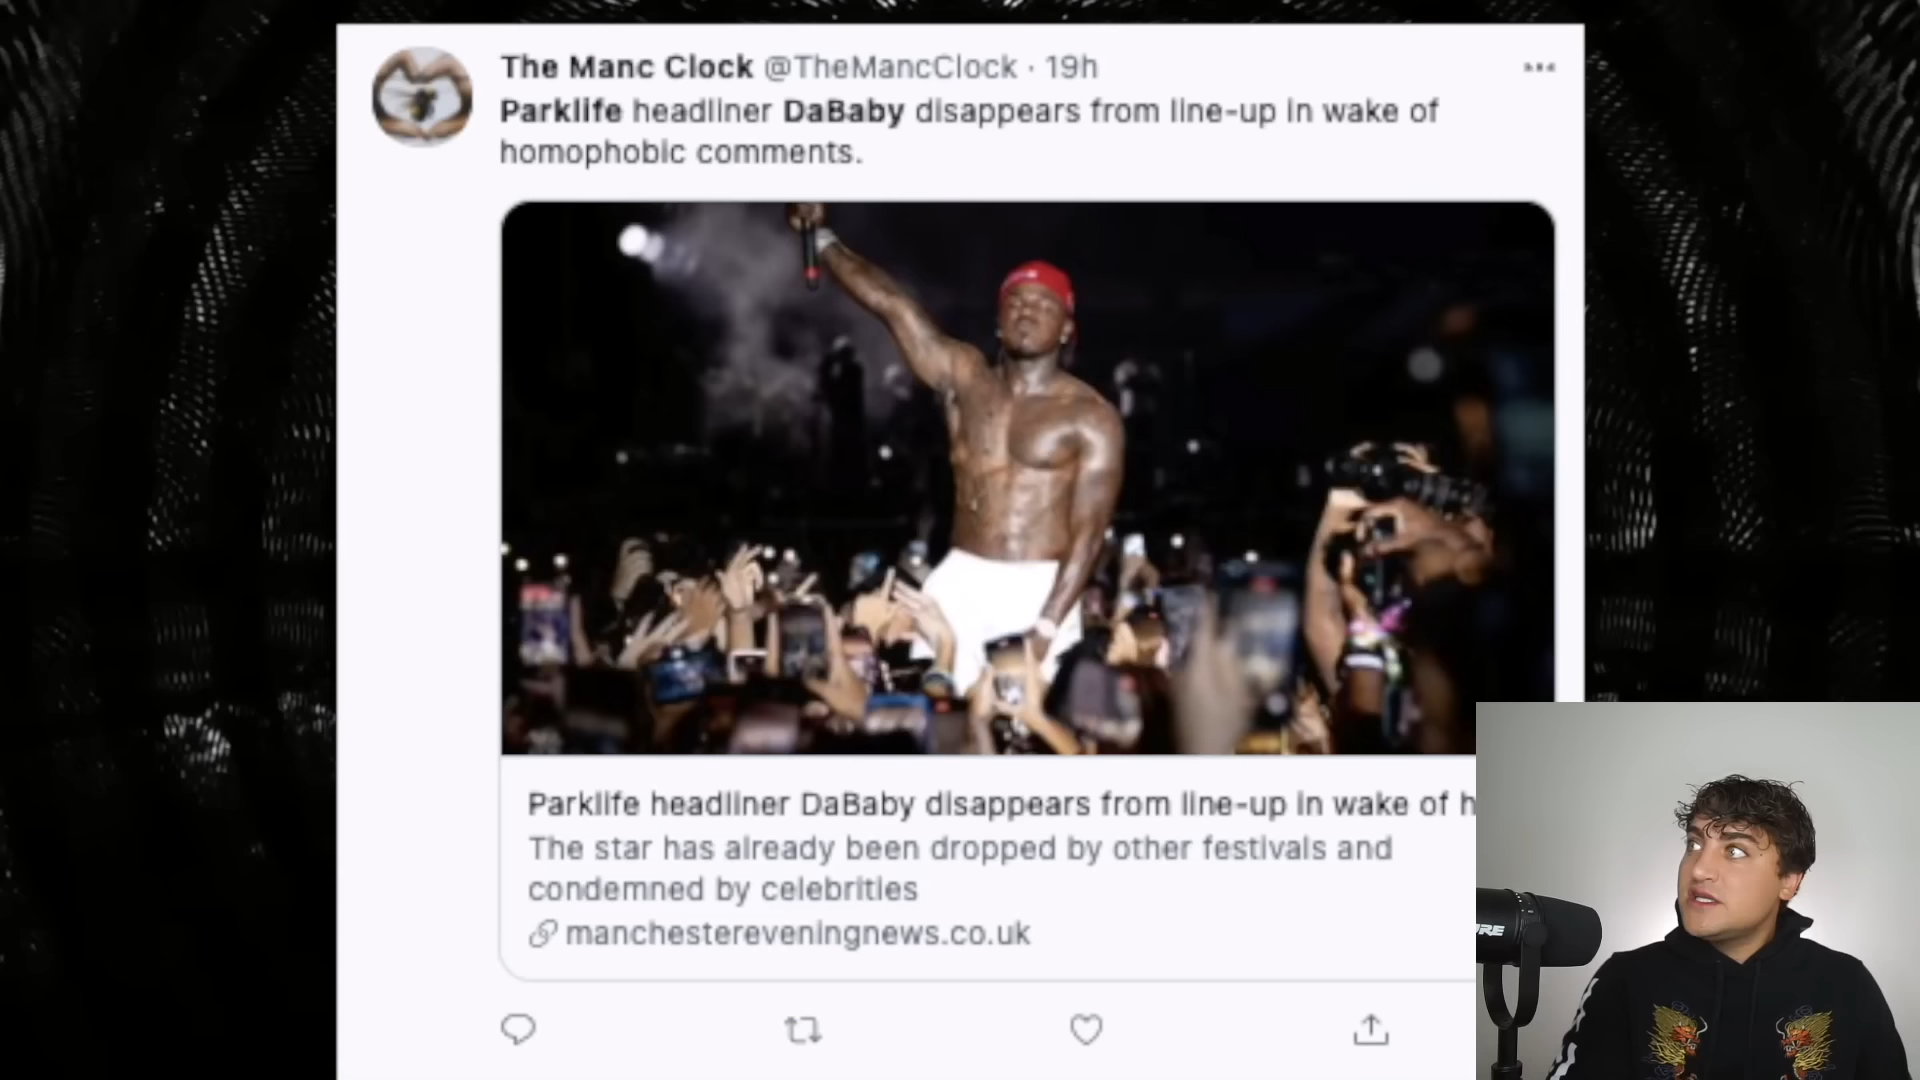 The Manc Clock @TheMancClock · 19h
Parklife headliner DaBaby disappears from line-up in wake of
homophobic comments.
Parklife headliner DaBaby disappears from line-up in wake of h
The star has already been dropped by other festivals and
condemned by celebrities
manchestereveningnews.co.uk
URE